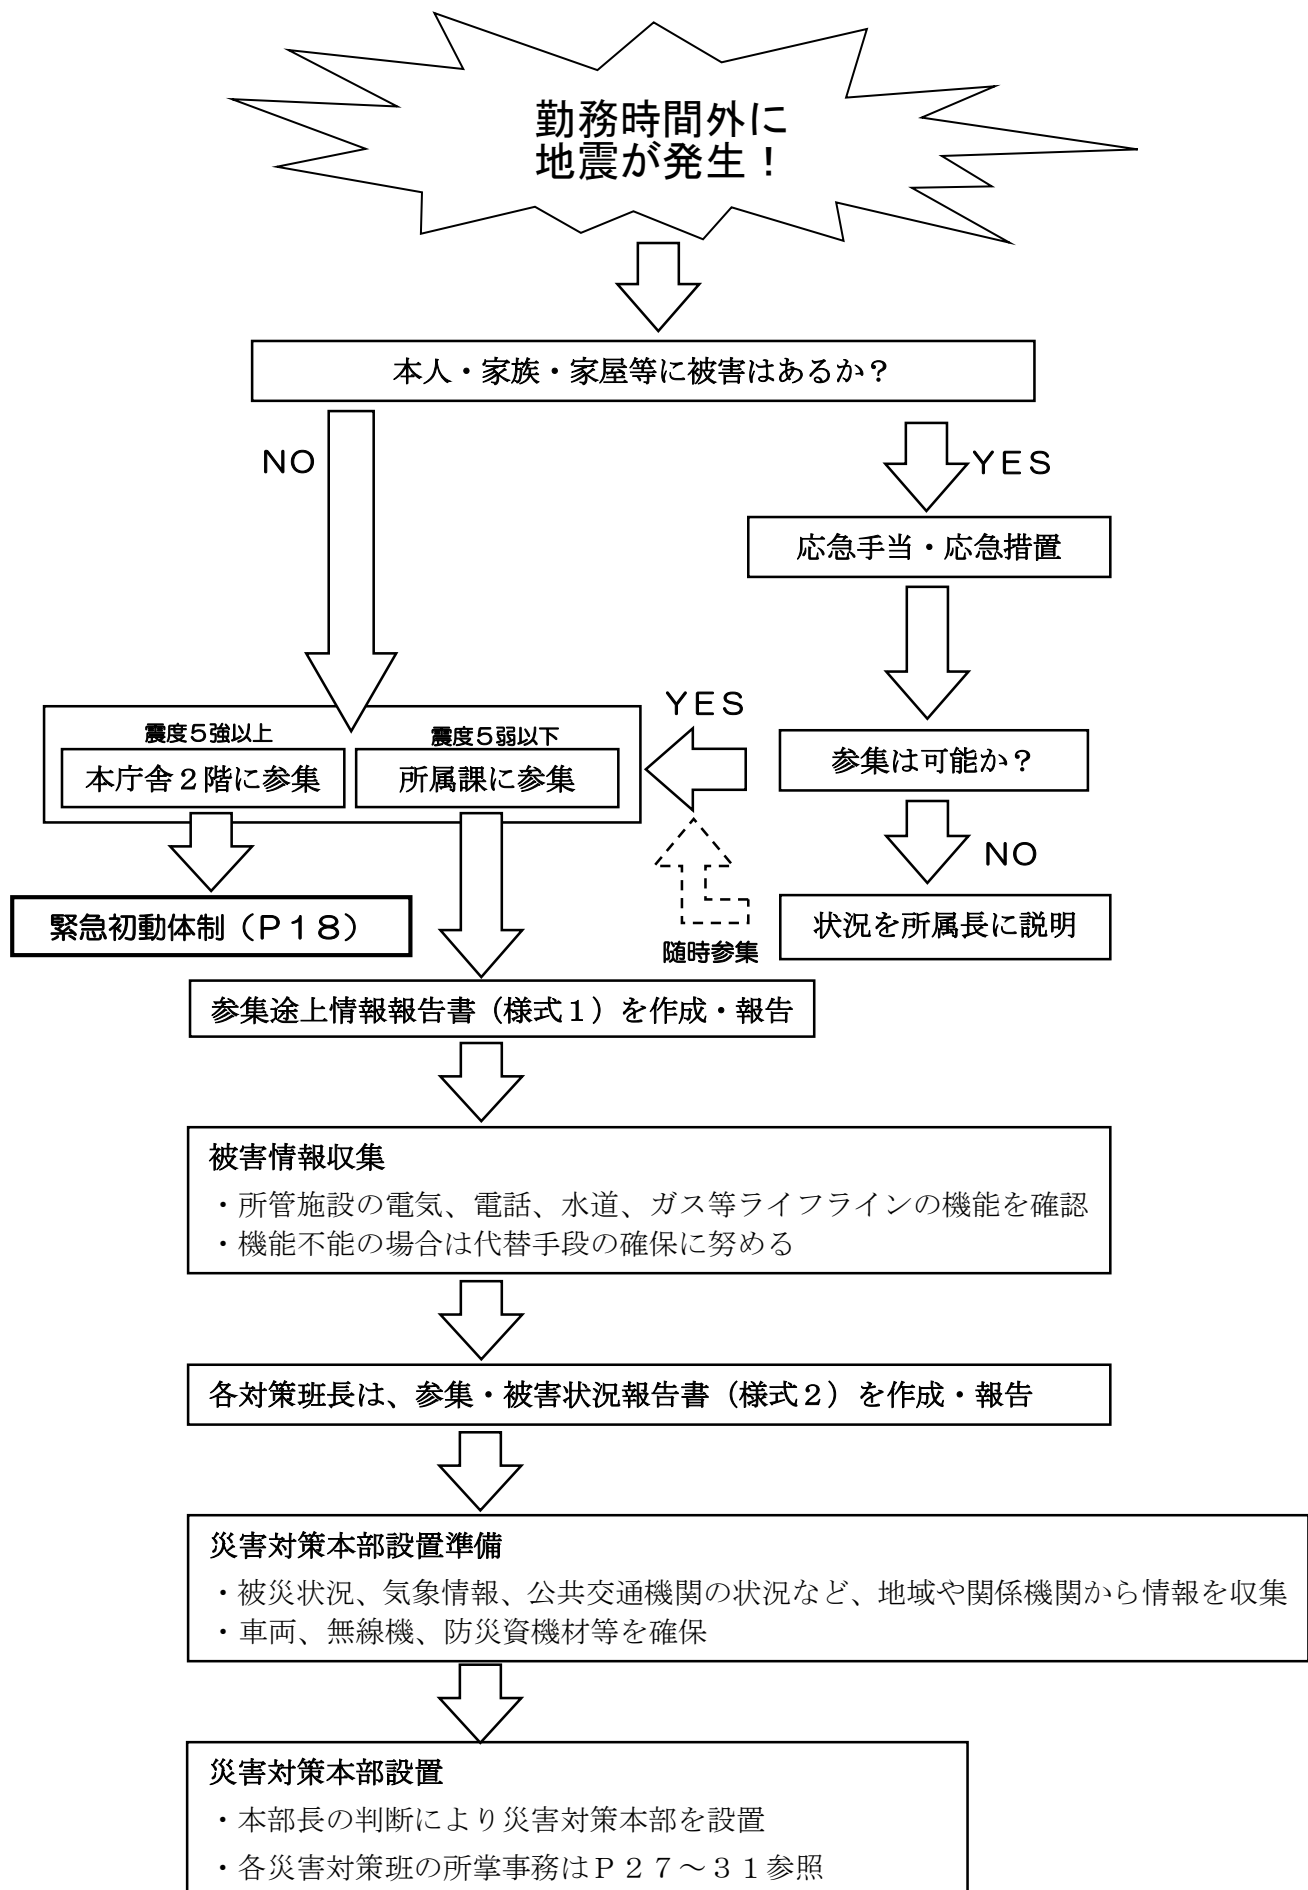 勤務時間外に
地震が発生！
本人・家族・家屋等に被害はあるか？
NO
YES
応急手当・応急措置
参集は可能か？
YES
NO
状況を所属長に説明
随時参集
震度５強以上
本庁舎２階に参集
震度５弱以下
所属課に参集
緊急初動体制（P１８）
参集途上情報報告書（様式１）を作成・報告
被害情報収集
・所管施設の電気、電話、水道、ガス等ライフラインの機能を確認
・機能不能の場合は代替手段の確保に努める
各対策班長は、参集・被害状況報告書（様式２）を作成・報告
災害対策本部設置準備
・被災状況、気象情報、公共交通機関の状況など、地域や関係機関から情報を収集
・車両、無線機、防災資機材等を確保
災害対策本部設置
・本部長の判断により災害対策本部を設置
・各災害対策班の所掌事務はＰ２７～３１参照